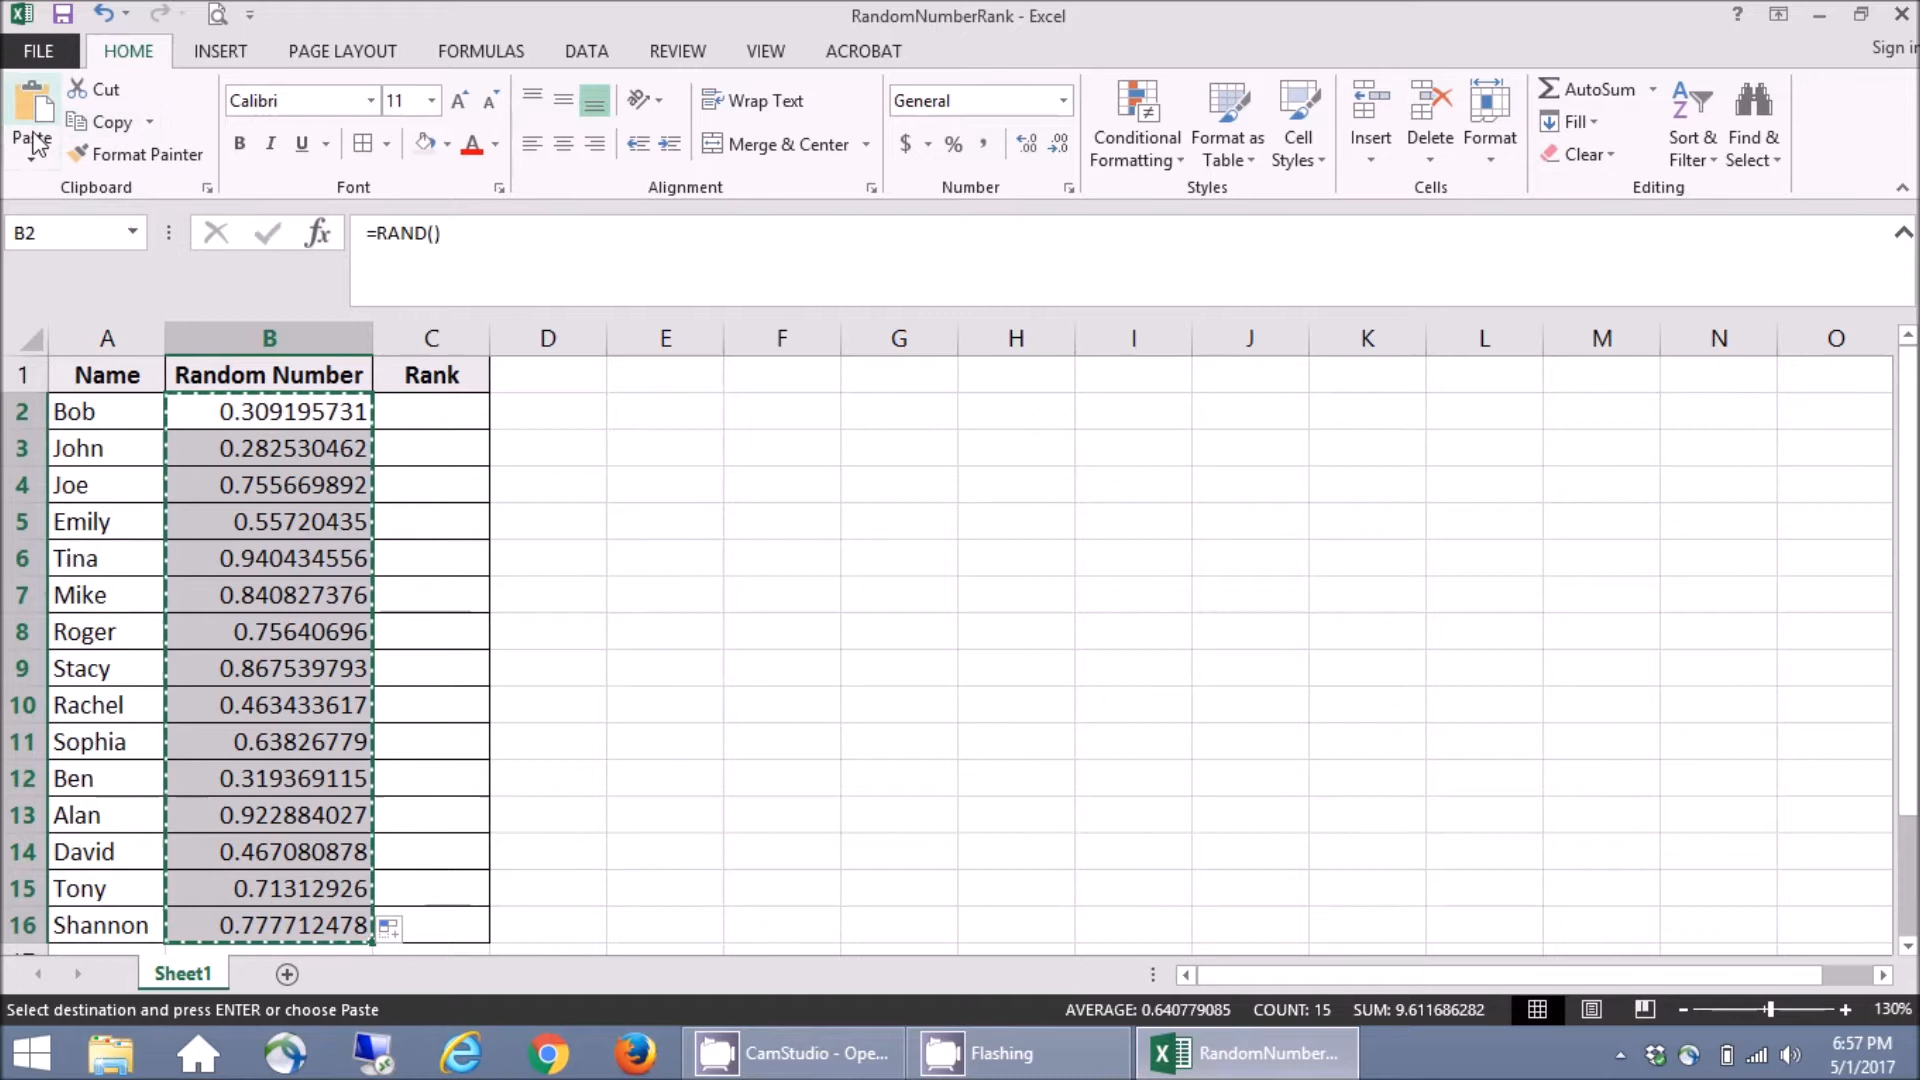 RandomNumberRank - Excel
?
FILE HOME INSERT PAGE LAYOUT FORMULAS DATA REVIEW VIEW ACROBAT
Sign in
Paste
Cut
Copy
Format Painter
Clipboard
Calibri 11
B I U
Font
Wrap Text
Merge & Center
Alignment
General
$ % ,
Number
Conditional Formatting
Format as Table
Cell Styles
Styles
Insert
Delete
Format
Cells
AutoSum
Fill
Clear
Sort & Filter
Find & Select
Editing
B2
fx
=RAND()
A B C D E F G H I J K L M N O
1 Name Random Number Rank
2 Bob 0.309195731
3 John 0.282530462
4 Joe 0.755669892
5 Emily 0.55720435
6 Tina 0.940434556
7 Mike 0.840827376
8 Roger 0.75640696
9 Stacy 0.867539793
10 Rachel 0.463433617
11 Sophia 0.63826779
12 Ben 0.319369115
13 Alan 0.922884027
14 David 0.467080878
15 Tony 0.71312926
16 Shannon 0.777712478
Sheet1
Select destination and press ENTER or choose Paste
AVERAGE: 0.640779085 COUNT: 15 SUM: 9.611686282
130%
CamStudio - Ope...
Flashing
RandomNumber...
6:57 PM
5/1/2017